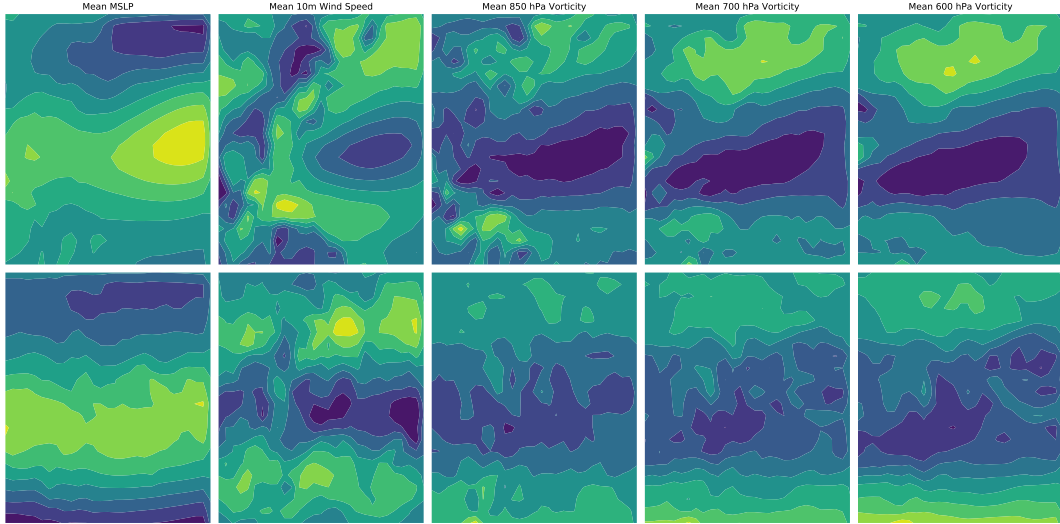 Mean MSLP
Mean 10m Wind Speed
Mean 850 hPa Vorticity
Mean 700 hPa Vorticity
Mean 600 hPa Vorticity